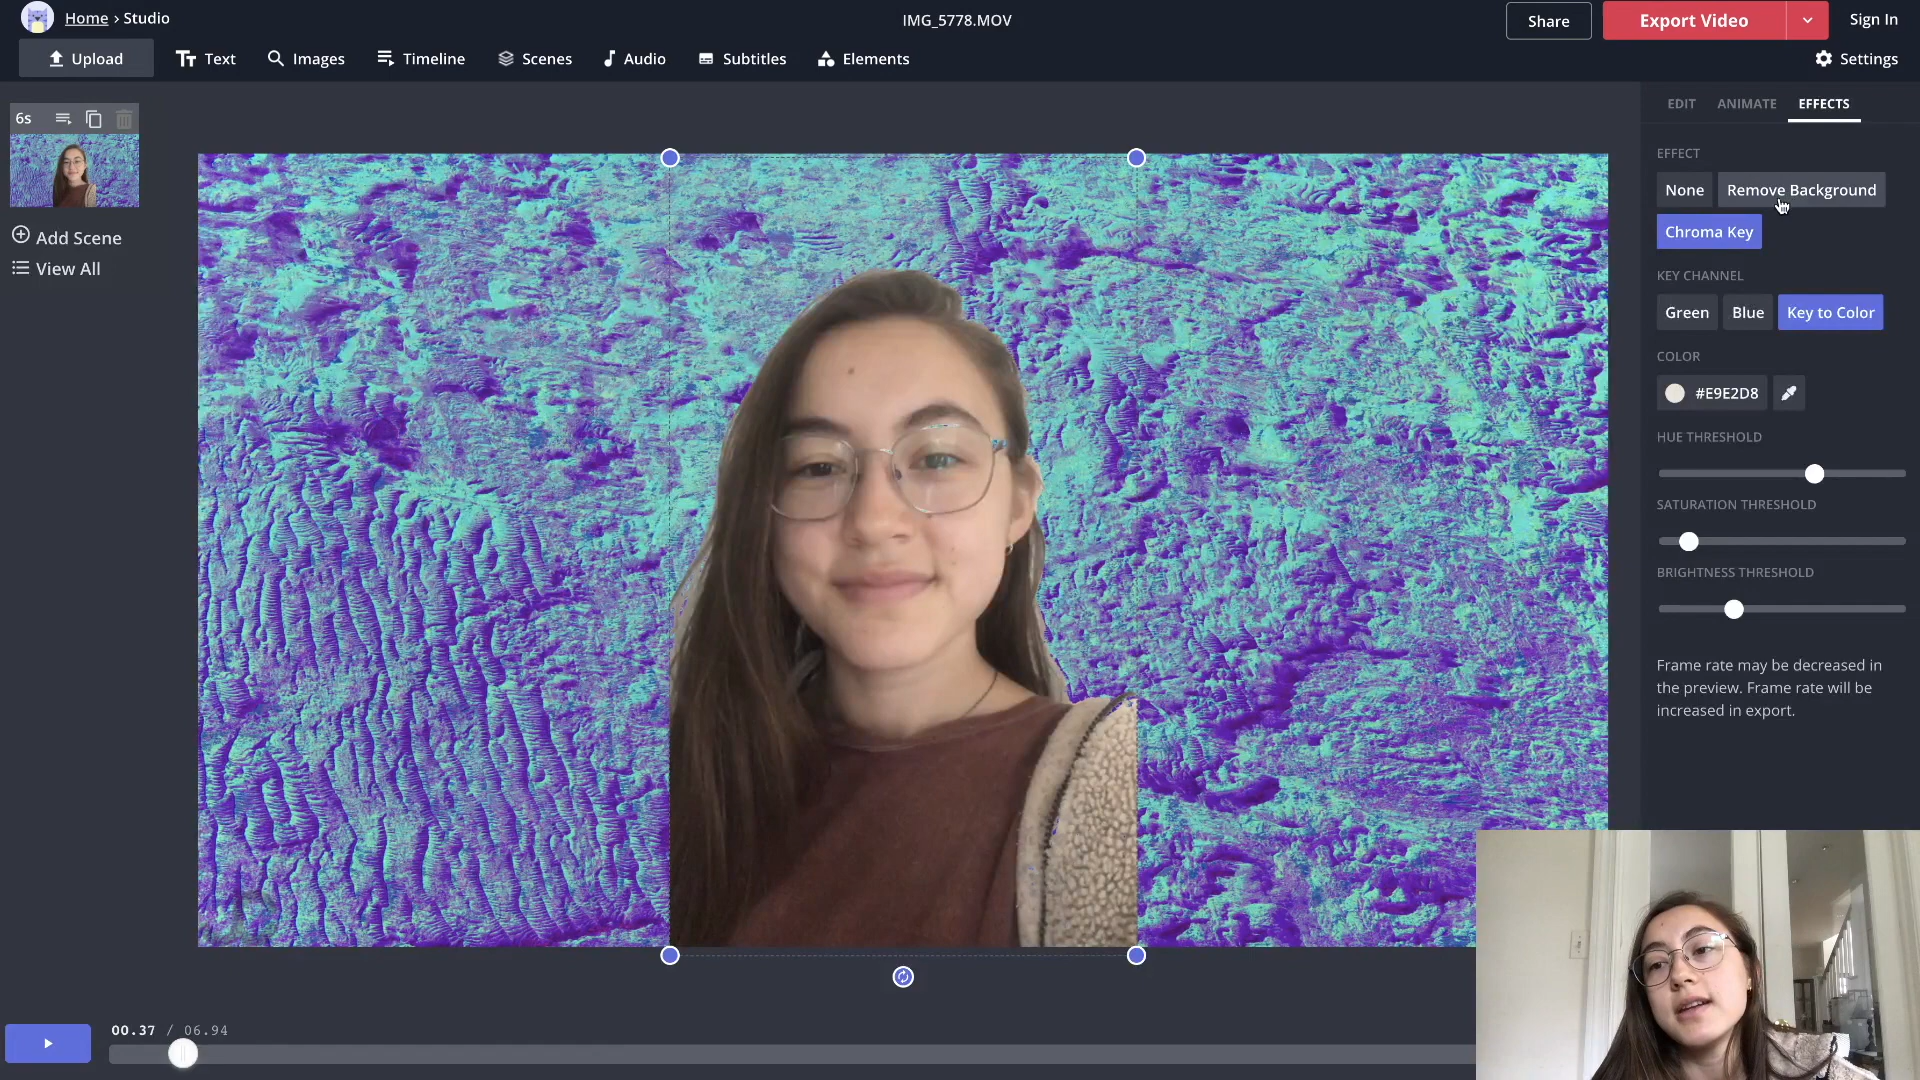 Home › Studio
IMG_5778.MOV
Share
Export Video
Sign In
Upload
Text
Images
Timeline
Scenes
Audio
Subtitles
Elements
Settings
6s
Add Scene
View All
EDIT
ANIMATE
EFFECTS
EFFECT
None
Remove Background
Chroma Key
KEY CHANNEL
Green
Blue
Key to Color
COLOR
#E9E2D8
HUE THRESHOLD
SATURATION THRESHOLD
BRIGHTNESS THRESHOLD
Frame rate may be decreased in
the preview. Frame rate will be
increased in export.
00.37 / 06.94